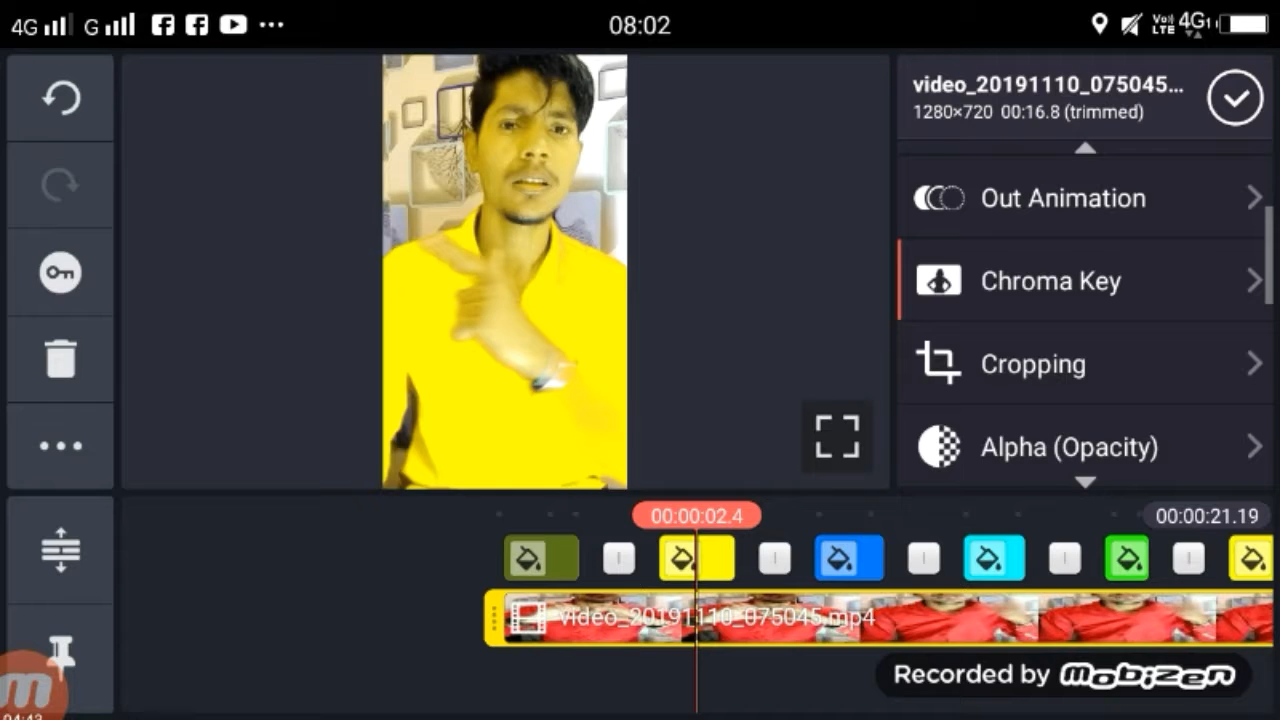 4G G 08:02 Vo) LTE 4G
video_20191110_075045...
1280×720 00:16.8 (trimmed)
Out Animation
Chroma Key
Cropping
Alpha (Opacity)
00:00:02.4
00:00:21.19
video_20191110_075045.mp4
Recorded by mobizen
04:43